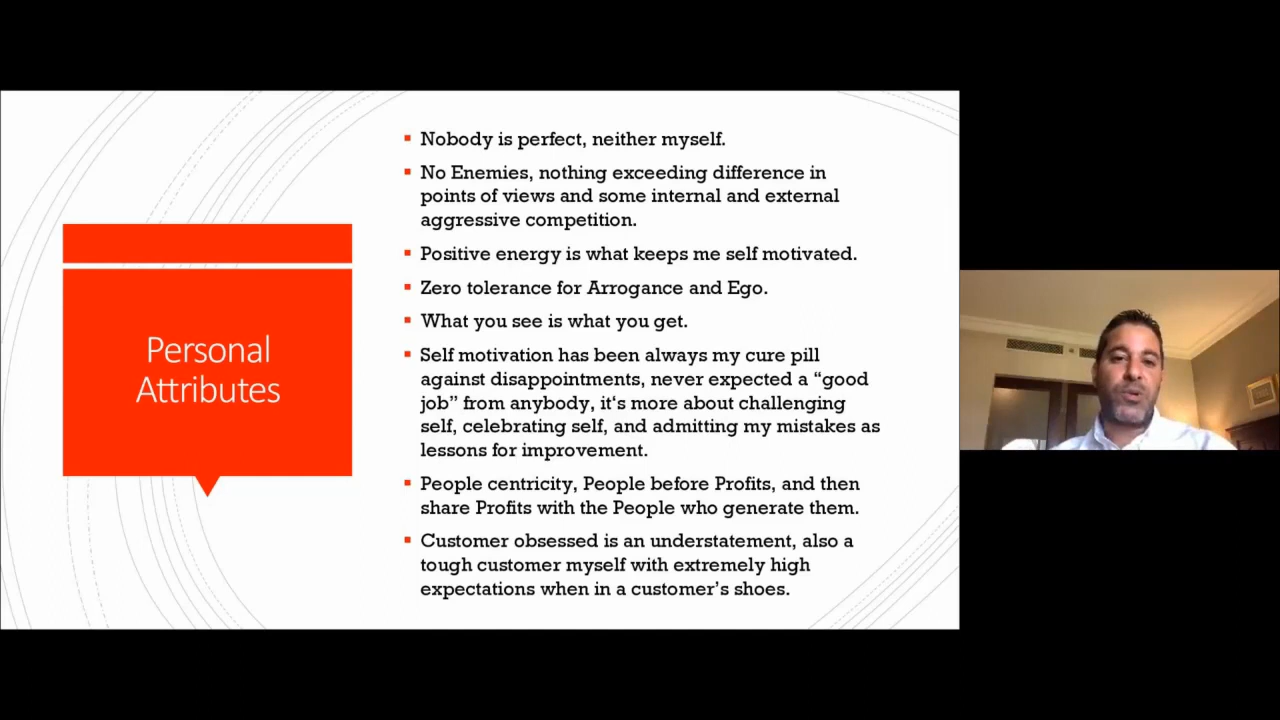 Personal
Attributes
Nobody is perfect, neither myself.
No Enemies, nothing exceeding difference in
points of views and some internal and external
aggressive competition.
Positive energy is what keeps me self motivated.
Zero tolerance for Arrogance and Ego.
What you see is what you get.
Self motivation has been always my cure pill
against disappointments, never expected a “good
job” from anybody, it‘s more about challenging
self, celebrating self, and admitting my mistakes as
lessons for improvement.
People centricity, People before Profits, and then
share Profits with the People who generate them.
Customer obsessed is an understatement, also a
tough customer myself with extremely high
expectations when in a customer’s shoes.